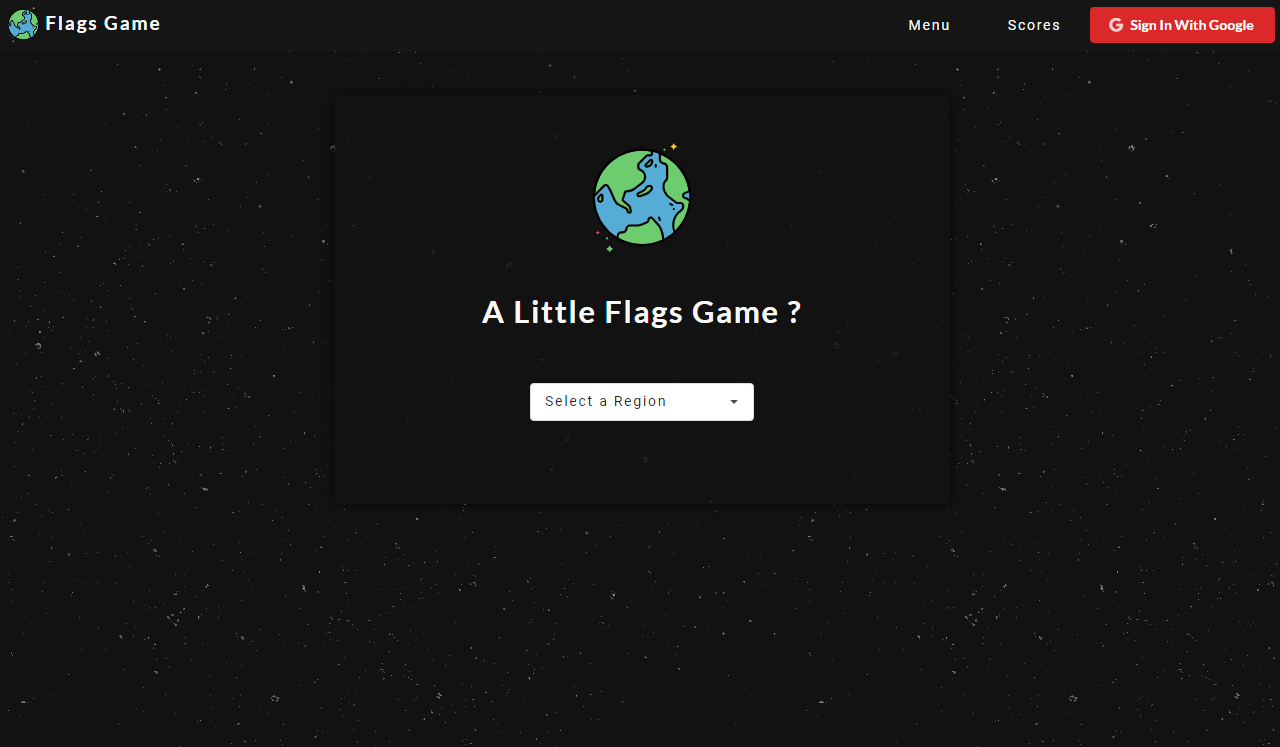 Flags Game
Menu
Scores
Sign In With Google
A Little Flags Game ?
Select a Region